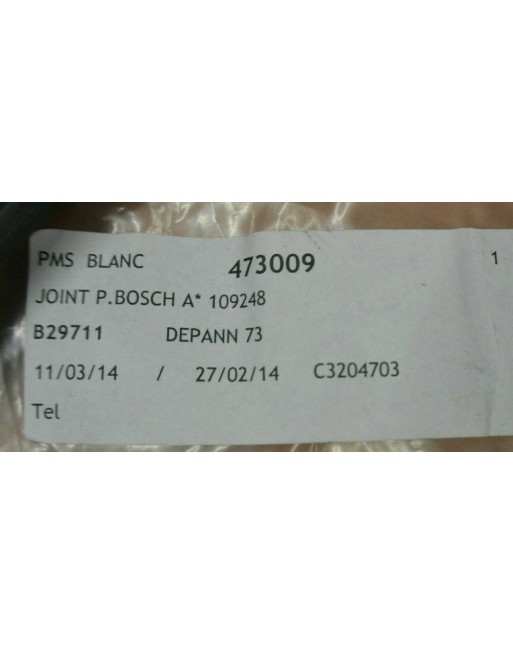 PMS BLANC 473009 1
JOINT P.BOSCH A* 109248
B29711 DEPANN 73
11/03/14 / 27/02/14 C3204703
Tel